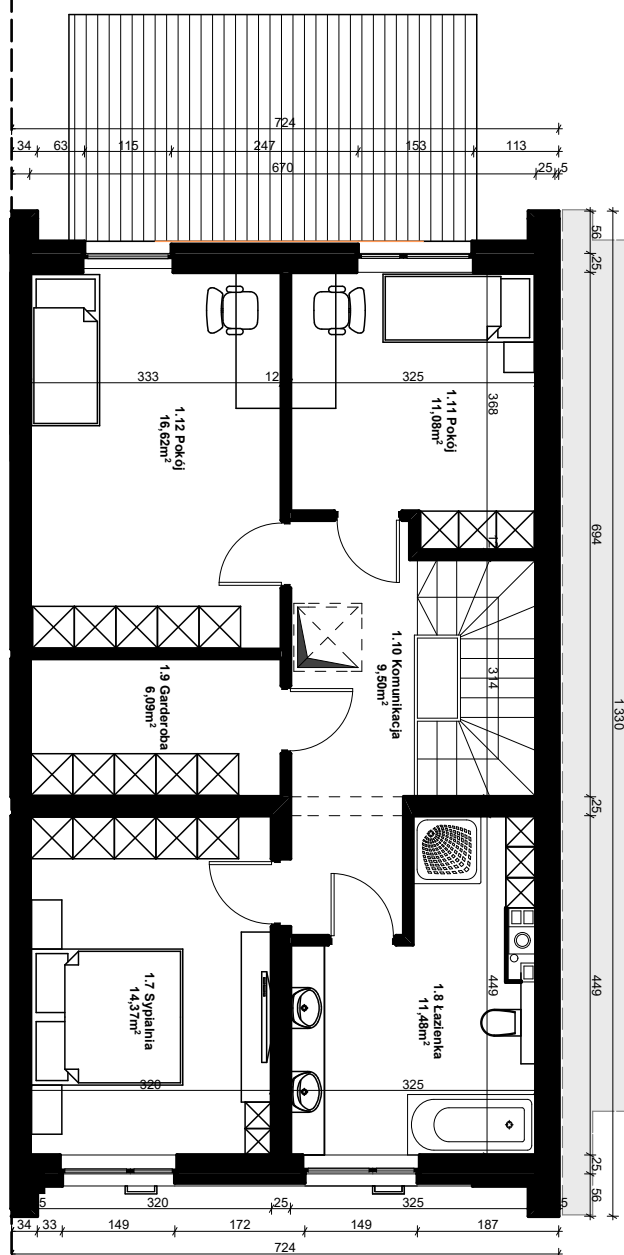 724
34 63 115 247 153 113
670 25 5
56
25
333 12 325
368
1.12 Pokój
16,62m²
1.11 Pokój
11,08m²
694
1.10 Komunikacja
9,50m²
314
1.9 Garderoba
6,09m²
1 330
25
1.7 Sypialnia
14,37m²
1.8 Łazienka
11,48m²
449
449
320 325
25
56
5 320 25 325 5
34 33 149 172 149 187
724